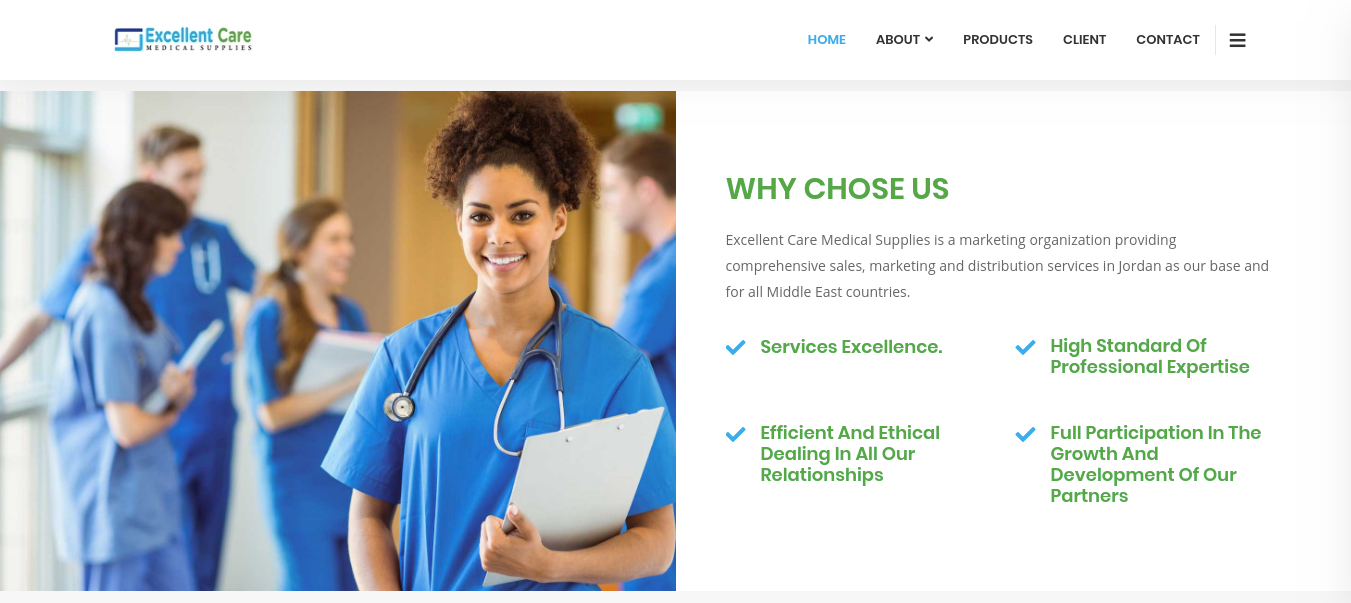 Excellent Care
MEDICAL SUPPLIES
HOME
ABOUT
PRODUCTS
CLIENT
CONTACT
WHY CHOSE US
Excellent Care Medical Supplies is a marketing organization providing
comprehensive sales, marketing and distribution services in Jordan as our base and
for all Middle East countries.
Services Excellence.
High Standard Of
Professional Expertise
Efficient And Ethical
Dealing In All Our
Relationships
Full Participation In The
Growth And
Development Of Our
Partners